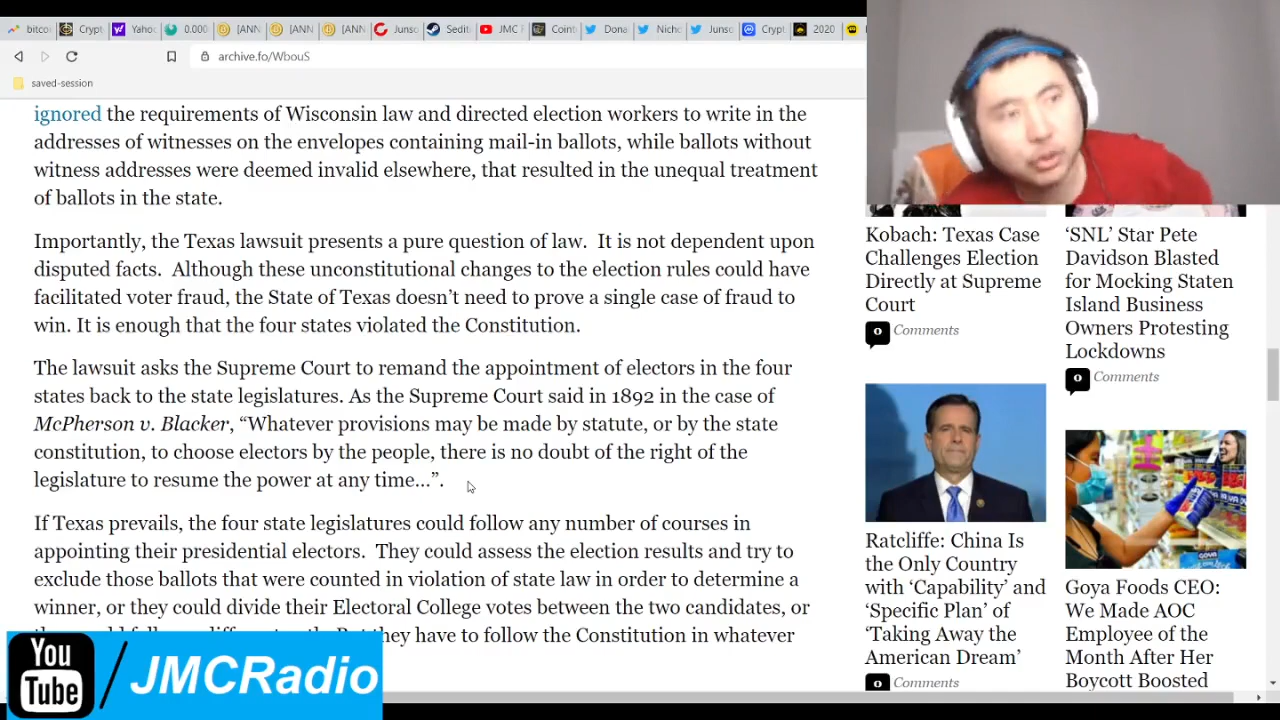 bitco
Crypt
Yaho
0.000
[ANN
[ANN
[ANN
Junso
Sedit
JMC F
Coint
Dona
Nicho
Junso
Crypt
2020
archive.fo/WbouS
saved-session
ignored the requirements of Wisconsin law and directed election workers to write in the
addresses of witnesses on the envelopes containing mail-in ballots, while ballots without
witness addresses were deemed invalid elsewhere, that resulted in the unequal treatment
of ballots in the state.
Importantly, the Texas lawsuit presents a pure question of law.  It is not dependent upon
disputed facts.  Although these unconstitutional changes to the election rules could have
facilitated voter fraud, the State of Texas doesn’t need to prove a single case of fraud to
win. It is enough that the four states violated the Constitution.
The lawsuit asks the Supreme Court to remand the appointment of electors in the four
states back to the state legislatures. As the Supreme Court said in 1892 in the case of
McPherson v. Blacker, “Whatever provisions may be made by statute, or by the state
constitution, to choose electors by the people, there is no doubt of the right of the
legislature to resume the power at any time...”.
If Texas prevails, the four state legislatures could follow any number of courses in
appointing their presidential electors.  They could assess the election results and try to
exclude those ballots that were counted in violation of state law in order to determine a
winner, or they could divide their Electoral College votes between the two candidates, or
they have to follow the Constitution in whatever
Kobach: Texas Case
Challenges Election
Directly at Supreme
Court
0 Comments
Ratcliffe: China Is
the Only Country
with ‘Capability’ and
‘Specific Plan’ of
‘Taking Away the
American Dream’
0 Comments
‘SNL’ Star Pete
Davidson Blasted
for Mocking Staten
Island Business
Owners Protesting
Lockdowns
0 Comments
Goya Foods CEO:
We Made AOC
Employee of the
Month After Her
Boycott Boosted
You
Tube
/ JMCRadio